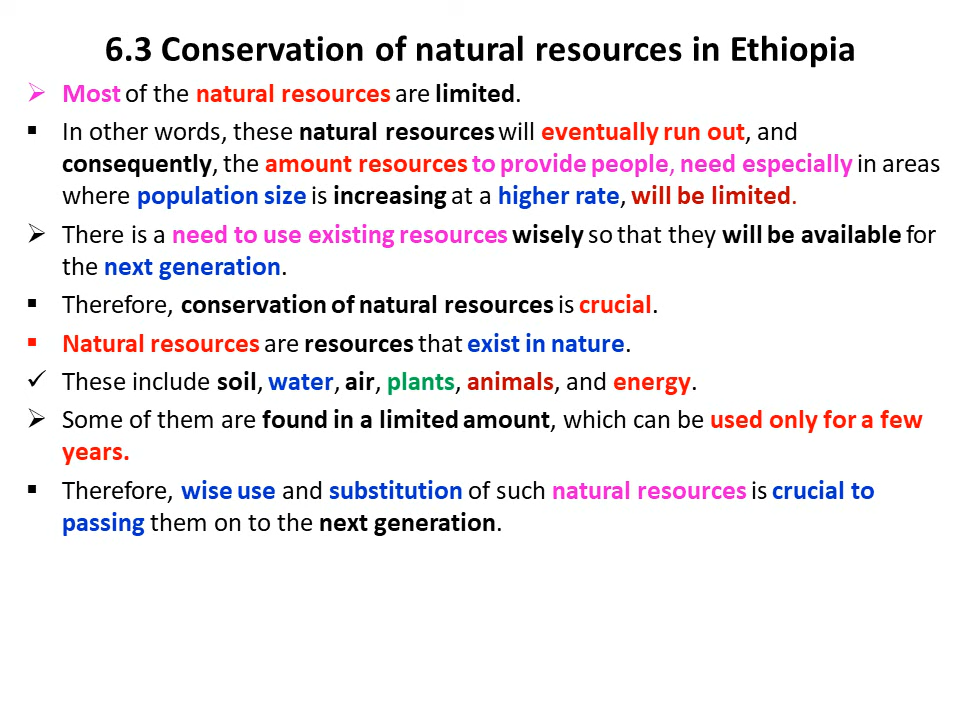 6.3 Conservation of natural resources in Ethiopia
➢ Most of the natural resources are limited.
▪ In other words, these natural resources will eventually run out, and
consequently, the amount resources to provide people, need especially in areas
where population size is increasing at a higher rate, will be limited.
➢ There is a need to use existing resources wisely so that they will be available for
the next generation.
▪ Therefore, conservation of natural resources is crucial.
▪ Natural resources are resources that exist in nature.
✓ These include soil, water, air, plants, animals, and energy.
➢ Some of them are found in a limited amount, which can be used only for a few
years.
▪ Therefore, wise use and substitution of such natural resources is crucial to
passing them on to the next generation.